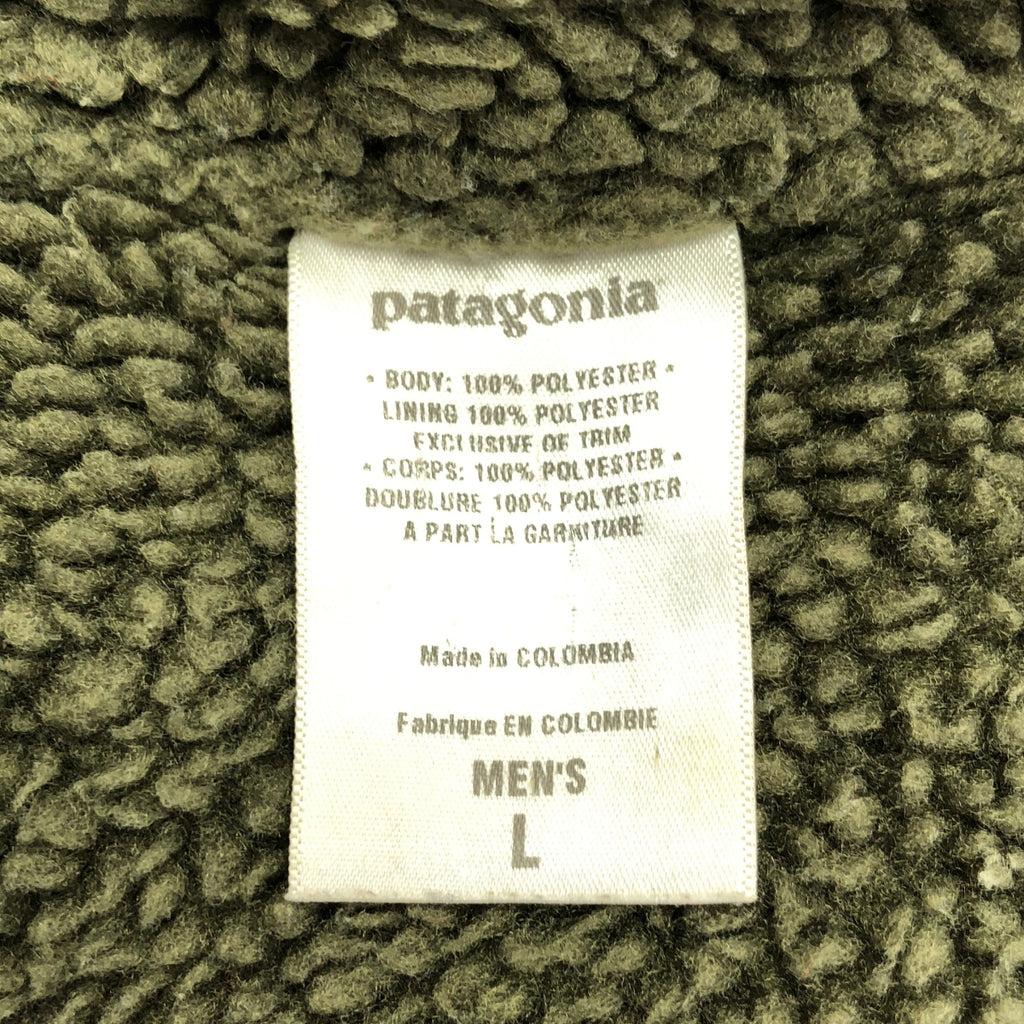 patagonia
• BODY: 100% POLYESTER •
LINING 100% POLYESTER
EXCLUSIVE OF TRIM
• CORPS: 100% POLYESTER •
DOUBLURE 100% POLYESTER
A PART LA GARNITURE
Made in COLOMBIA
Fabrique EN COLOMBIE
MEN'S
L